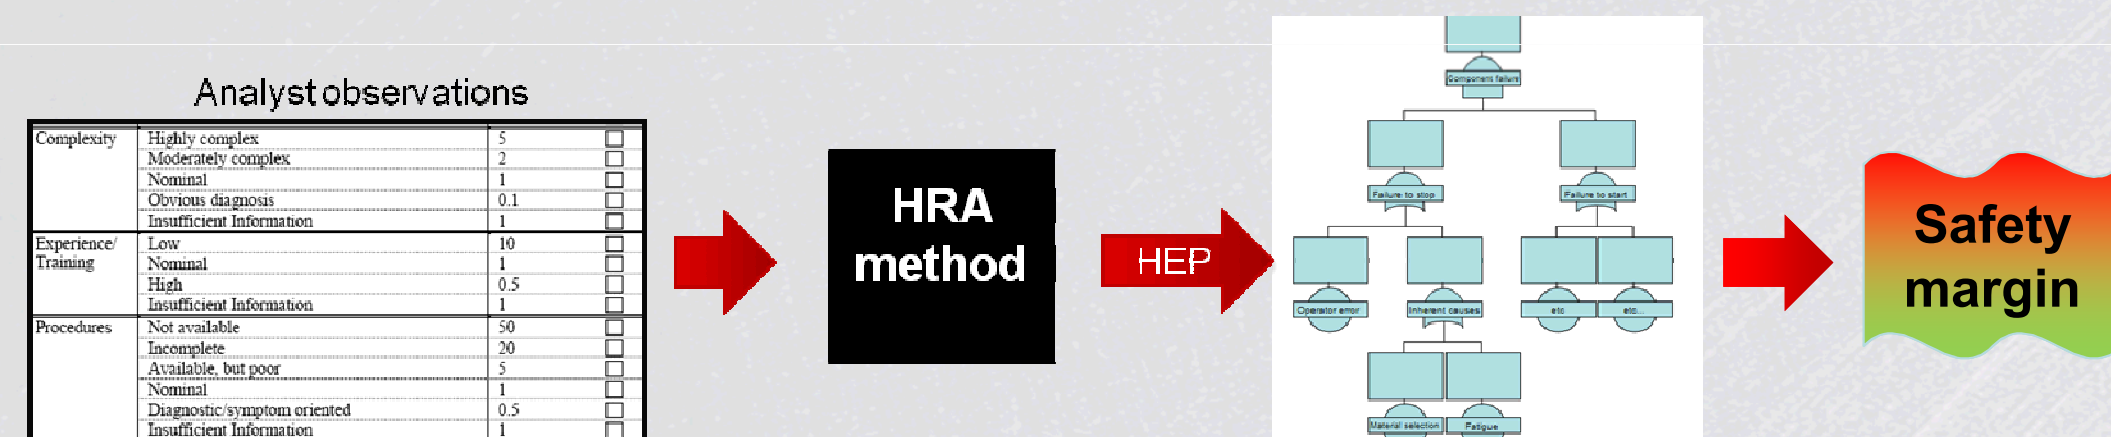 Analyst observations
Complexity Highly complex 5
Moderately complex 2
Nominal 1
Obvious diagnosis 0.1
Insufficient Information 1
Experience/ Low 10
Training Nominal 1
High 0.5
Insufficient Information 1
Procedures Not available 50
Incomplete 20
Available, but poor 5
Nominal 1
Diagnostic/symptom oriented 0.5
Insufficient Information 1
HRA
method
HEP
Component failure
Failure to stop
Failure to start
Operator error
Inherent causes
etc
etc...
Material selection
Fatigue
Safety
margin